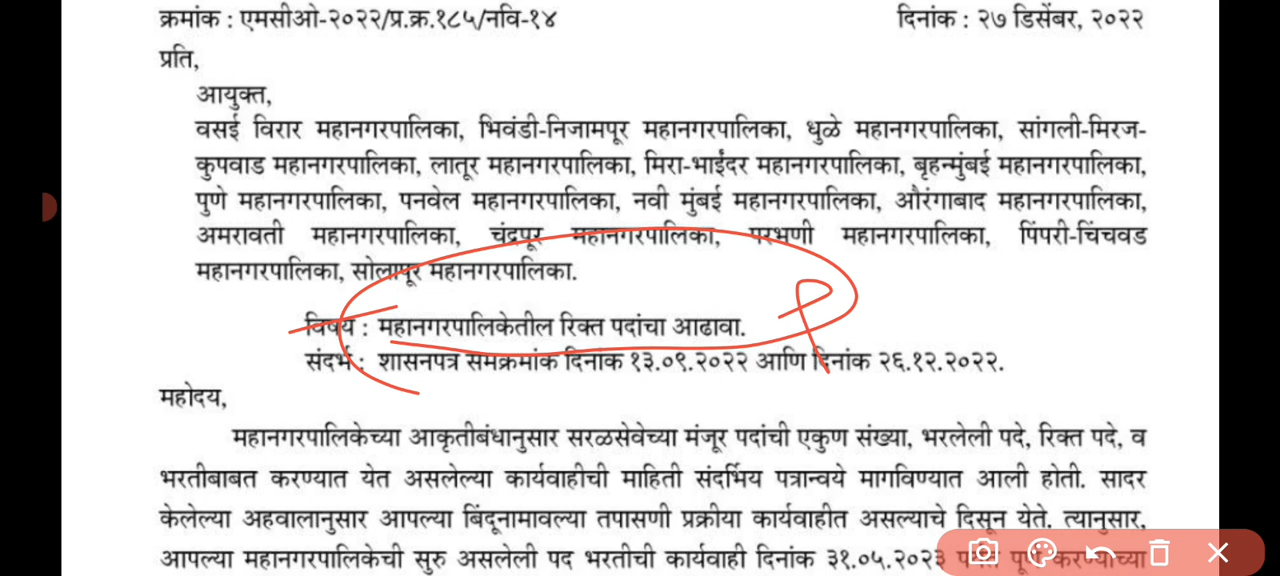 क्रमांक : एमसीओ-२०२२/प्र.क्र.१८५/नवि-१४ दिनांक : २७ डिसेंबर, २०२२
प्रति,
आयुक्त,
वसई विरार महानगरपालिका, भिवंडी-निजामपूर महानगरपालिका, धुळे महानगरपालिका, सांगली-मिरज-
कुपवाड महानगरपालिका, लातूर महानगरपालिका, मिरा-भाईंदर महानगरपालिका, बृहन्मुंबई महानगरपालिका,
पुणे महानगरपालिका, पनवेल महानगरपालिका, नवी मुंबई महानगरपालिका, औरंगाबाद महानगरपालिका,
अमरावती महानगरपालिका, चंद्रपूर महानगरपालिका, परभणी महानगरपालिका, पिंपरी-चिंचवड
महानगरपालिका, सोलापूर महानगरपालिका.
विषय : महानगरपालिकेतील रिक्त पदांचा आढावा.
संदर्भ : शासनपत्र समक्रमांक दिनांक १३.०९.२०२२ आणि दिनांक २६.१२.२०२२.
महोदय,
महानगरपालिकेच्या आकृतीबंधानुसार सरळसेवेच्या मंजूर पदांची एकुण संख्या, भरलेली पदे, रिक्त पदे, व
भरतीबाबत करण्यात येत असलेल्या कार्यवाहीची माहिती संदर्भिय पत्रान्वये मागविण्यात आली होती. सादर
केलेल्या अहवालानुसार आपल्या बिंदूनामावल्या तपासणी प्रक्रीया कार्यवाहीत असल्याचे दिसून येते. त्यानुसार,
आपल्या महानगरपालिकेची सुरु असलेली पद भरतीची कार्यवाही दिनांक ३१.०५.२०२३ पर्यंत पूर्ण करण्याच्या